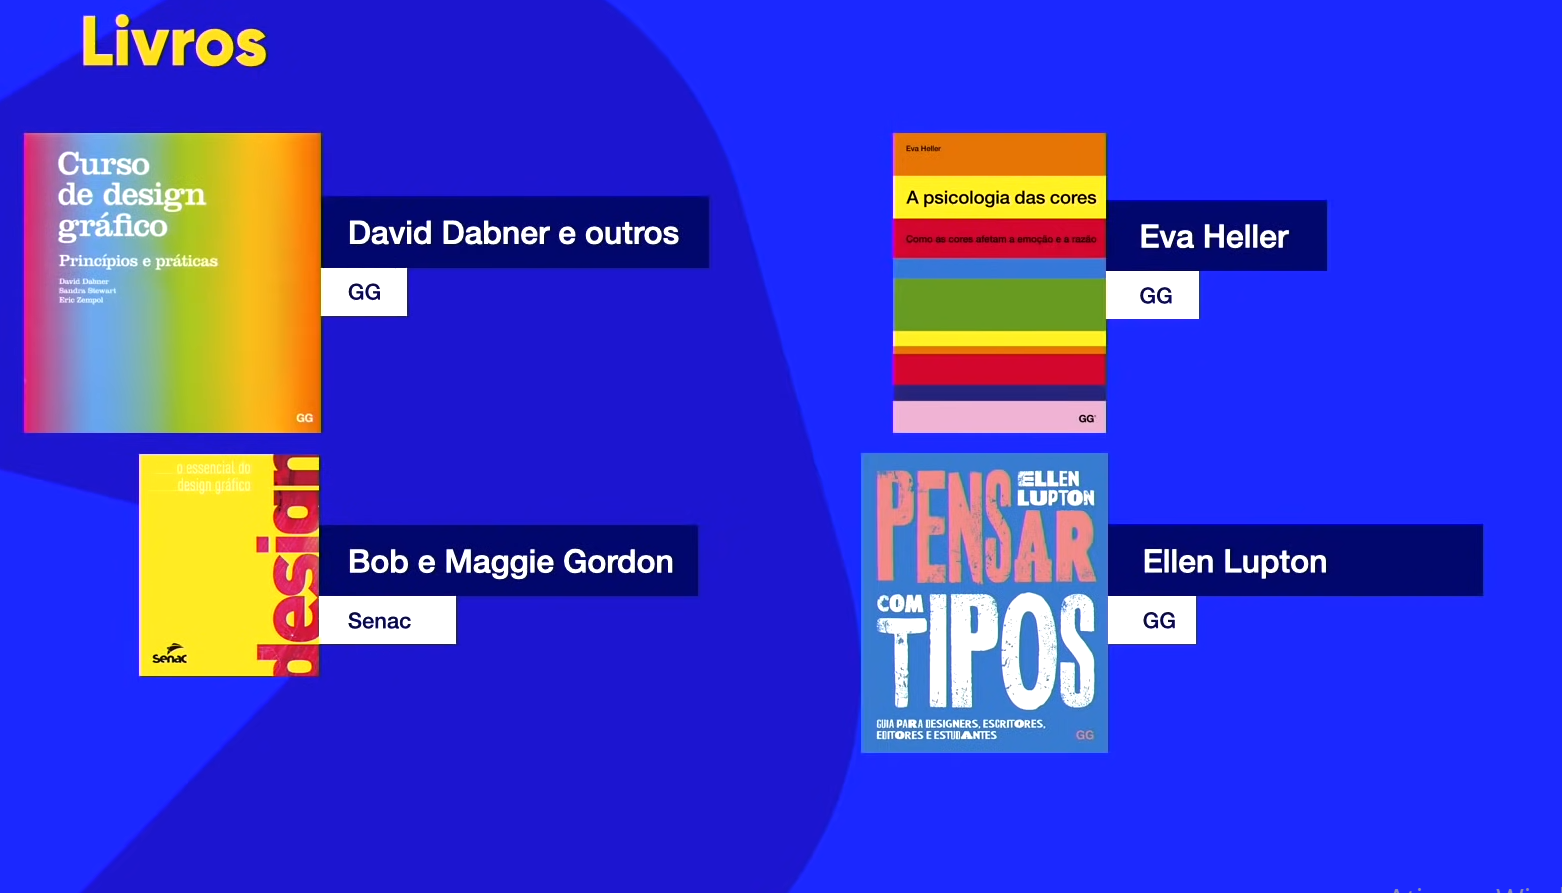 Livros
Curso
de design
gráfico
Princípios e práticas
David Dabner
Sandra Stewart
Eric Zempol
GG
David Dabner e outros
GG
Eva Heller
A psicologia das cores
Como as cores afetam a emoção e a razão
GG
Eva Heller
GG
o essencial do
design gráfico
design
senac
Bob e Maggie Gordon
Senac
PENSAR
ELLEN
LUPTON
COM
TIPOS
GUIA PARA DESIGNERS, ESCRITORES,
EDITORES E ESTUDANTES
GG
Ellen Lupton
GG